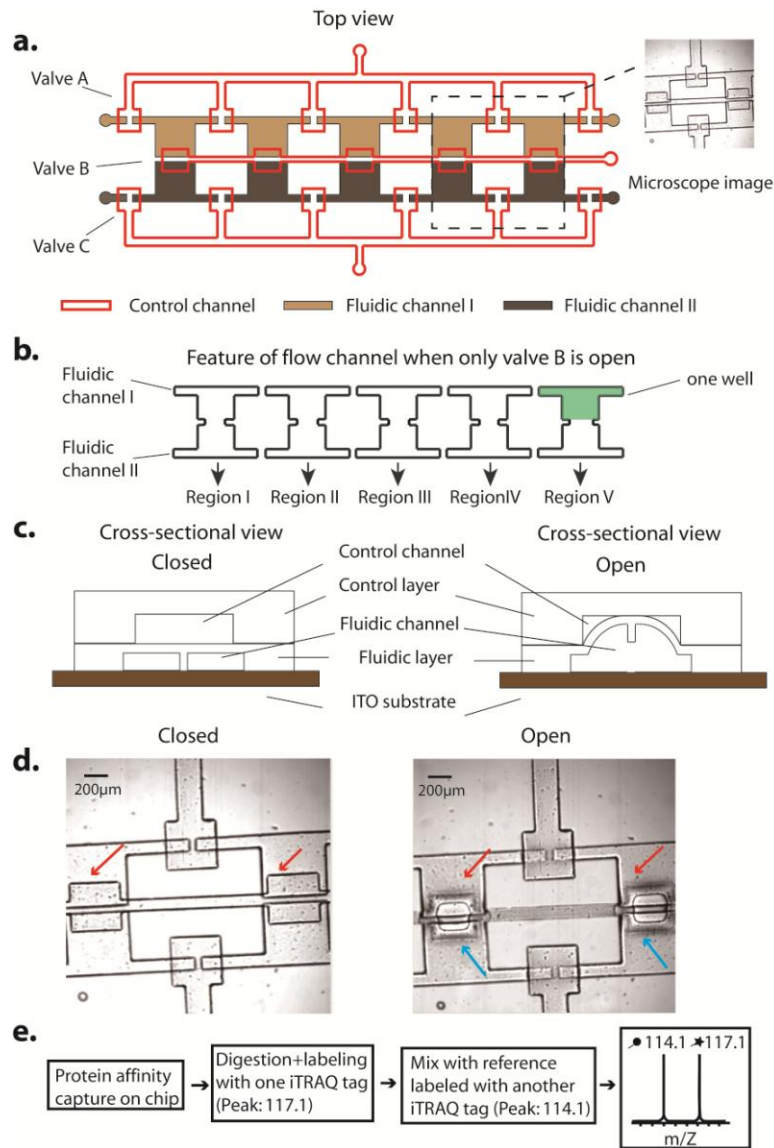 Top view
a.
Valve A
Valve B
Valve C
Microscope image
Control channel
Fluidic channel I
Fluidic channel II
b.
Feature of flow channel when only valve B is open
Fluidic
channel I
one well
Fluidic
channel II
Region I
Region II
Region III
RegionIV
Region V
c.
Cross-sectional view
Closed
Cross-sectional view
Open
Control channel
Control layer
Fluidic channel
Fluidic layer
ITO substrate
d.
Closed
Open
200μm
200μm
e.
Protein affinity
capture on chip
Digestion+labeling
with one iTRAQ tag
(Peak: 117.1)
Mix with reference
labeled with another
iTRAQ tag (Peak: 114.1)
114.1
117.1
m/Z